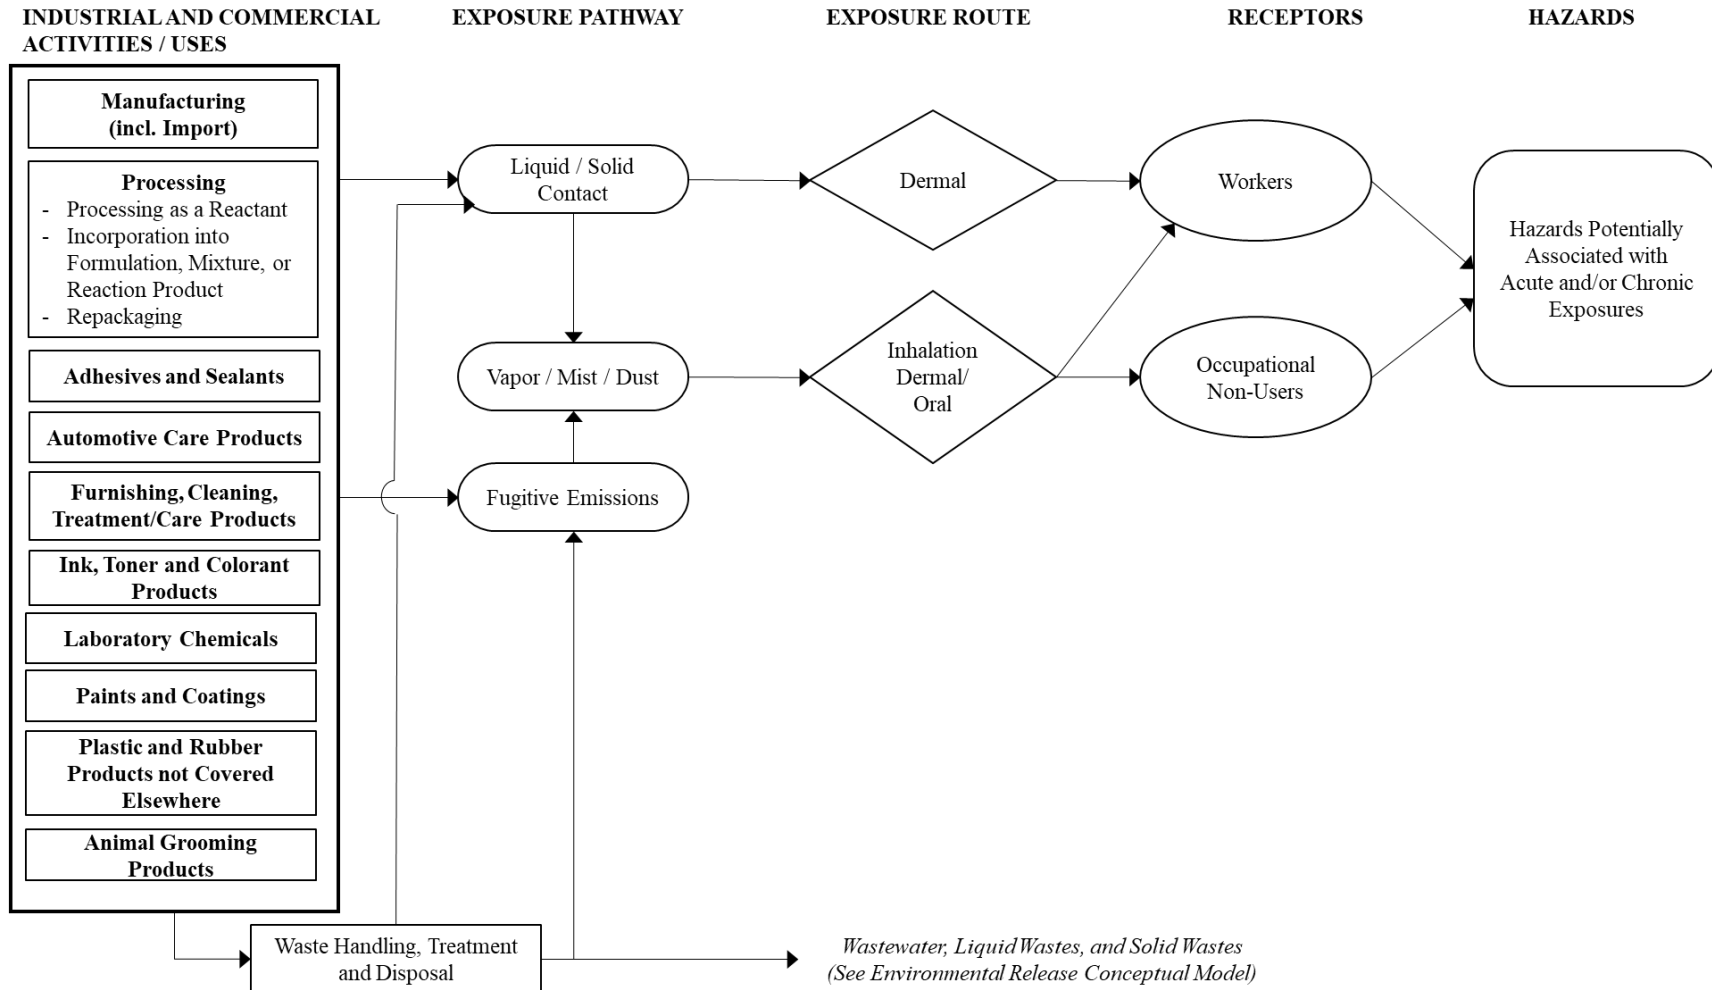 INDUSTRIAL AND COMMERCIAL
ACTIVITIES / USES
EXPOSURE PATHWAY
EXPOSURE ROUTE
RECEPTORS
HAZARDS
Manufacturing
(incl. Import)
Processing
- Processing as a Reactant
- Incorporation into
Formulation, Mixture, or
Reaction Product
- Repackaging
Adhesives and Sealants
Automotive Care Products
Furnishing, Cleaning,
Treatment/Care Products
Ink, Toner and Colorant
Products
Laboratory Chemicals
Paints and Coatings
Plastic and Rubber
Products not Covered
Elsewhere
Animal Grooming
Products
Waste Handling, Treatment
and Disposal
Liquid / Solid
Contact
Vapor / Mist / Dust
Fugitive Emissions
Dermal
Inhalation
Dermal/
Oral
Workers
Occupational
Non-Users
Hazards Potentially
Associated with
Acute and/or Chronic
Exposures
Wastewater, Liquid Wastes, and Solid Wastes
(See Environmental Release Conceptual Model)